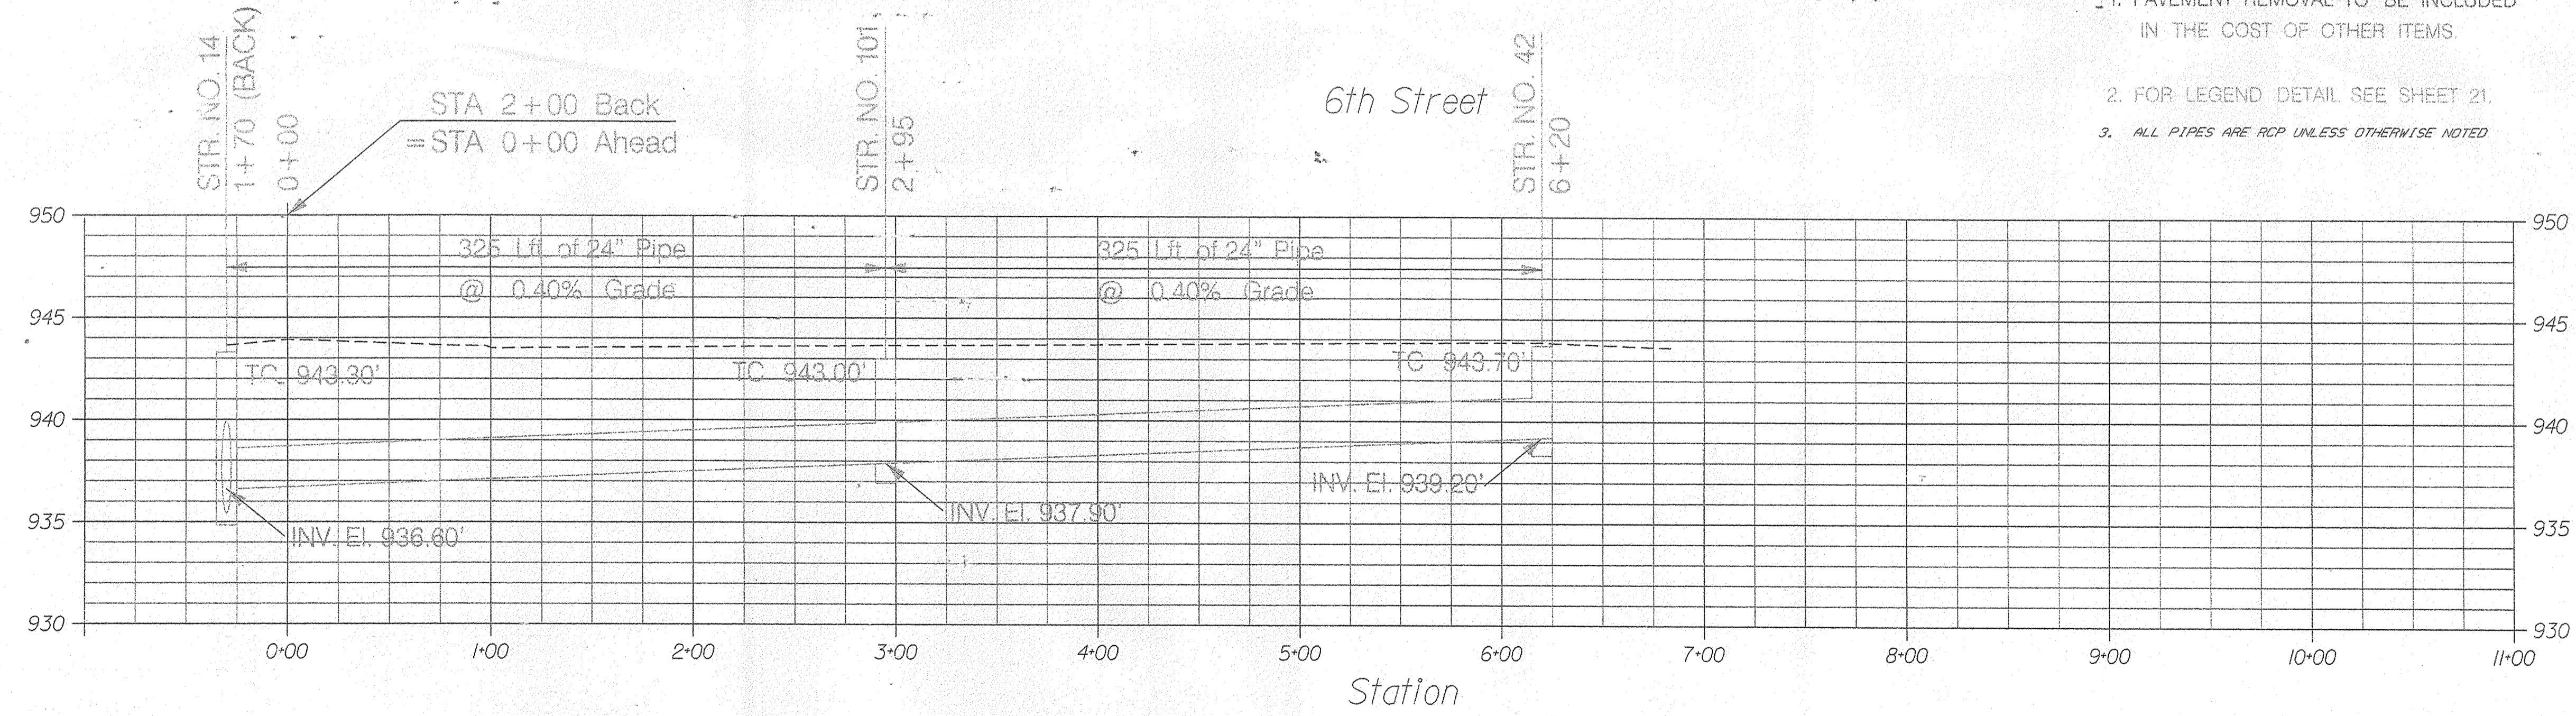 STR. NO. 14
1+70 (BACK)
0+00
STA 2+00 Back
=STA 0+00 Ahead
STR. NO. 101
2+95
6th Street
STR. NO. 42
6+20
1. PAVEMENT REMOVAL TO BE INCLUDED
IN THE COST OF OTHER ITEMS.
2. FOR LEGEND DETAIL SEE SHEET 21.
3. ALL PIPES ARE RCP UNLESS OTHERWISE NOTED
950
950
325 Lft. of 24" Pipe
@ 0.40% Grade
325 Lft. of 24" Pipe
@ 0.40% Grade
945
945
TC 943.30'
TC 943.00'
TC 943.70'
940
940
INV. El. 939.20'
INV. El. 937.90'
935
935
INV. El. 936.60'
930
930
0+00 1+00 2+00 3+00 4+00 5+00 6+00 7+00 8+00 9+00 10+00 11+00
Station